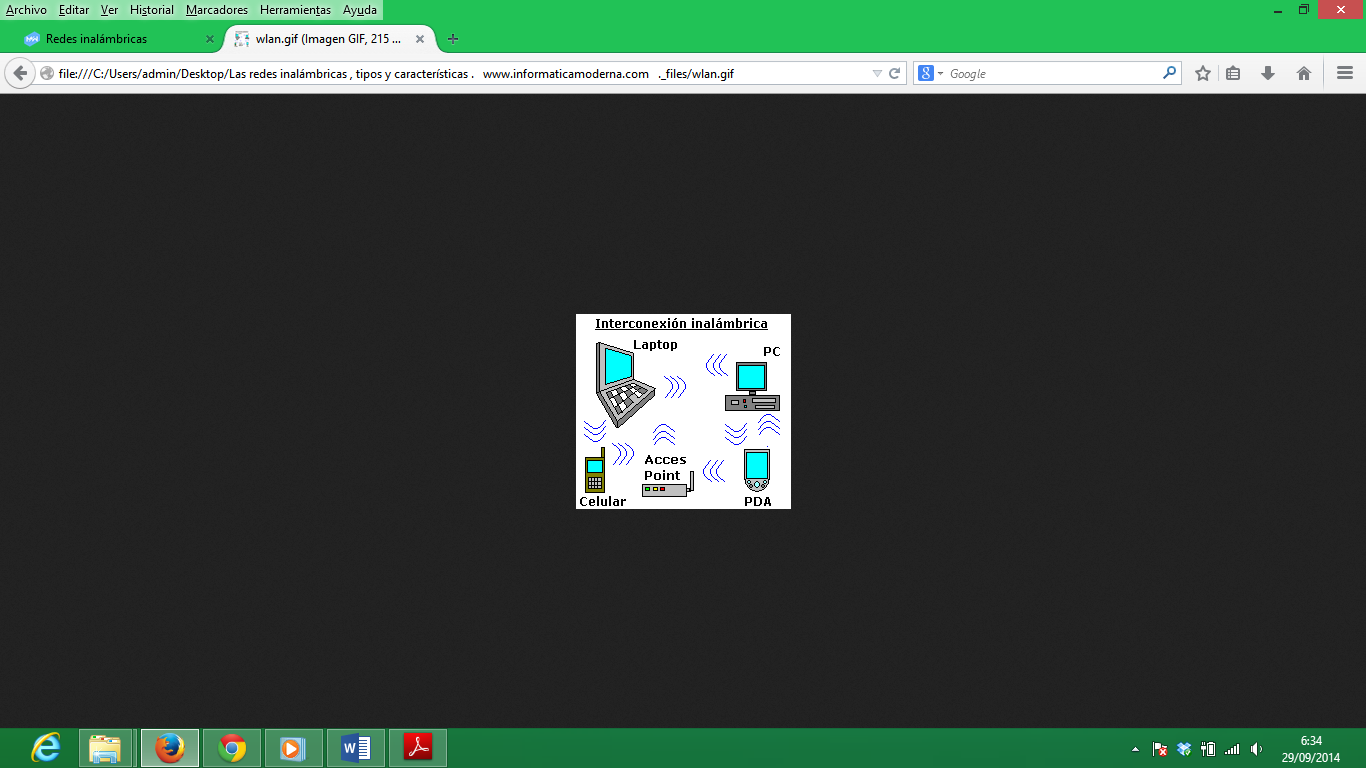 Archivo Editar Ver Historial Marcadores Herramientas Ayuda
Redes inalámbricas
wlan.gif (Imagen GIF, 215 ...
file:///C:/Users/admin/Desktop/Las redes inalámbricas , tipos y características . www.informaticamoderna.com ._files/wlan.gif
Google
Interconexión inalámbrica
Laptop
PC
Acces
Point
Celular
PDA
6:34
29/09/2014